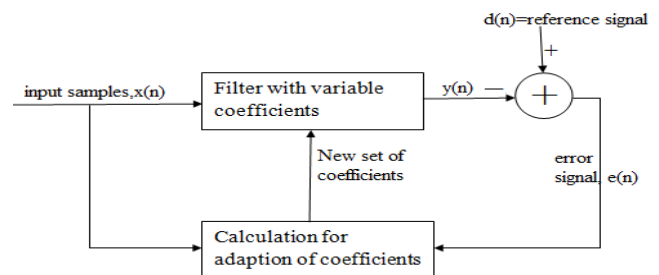 d(n)=reference signal
+
input samples,x(n)
Filter with variable
coefficients
y(n)
—
+
New set of
coefficients
error
signal, e(n)
Calculation for
adaption of coefficients